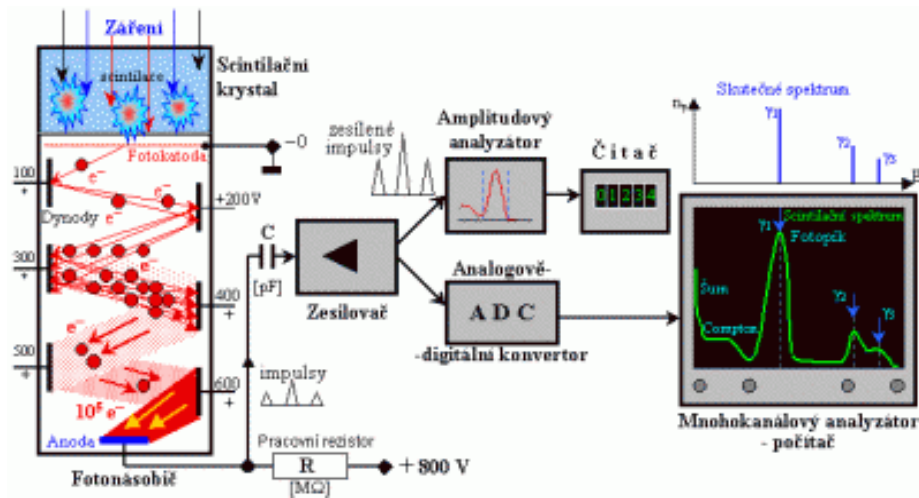 Záření
scintilace
Scintilační
krystal
Fotokatoda
−0
100
+
e−
e−
Dynody
+200V
300
+
e−
400
+
[pF]
C
e−
500
+
600
+
10⁵ e−
Anoda
Fotonásobič
impulsy
Pracovní rezistor
R
[MΩ]
+ 800 V
zesílené
impulsy
Zesilovač
Amplitudový
analyzátor
Čítač
01234
Analogově-
A D C
-digitální konvertor
Skutečné spektrum
nγ
γ1
γ2
γ3
E
Scintilační spektrum
γ1
Fotopík
Šum
γ2
γ3
Compton
Mnohokanálový analyzátor
- počítač